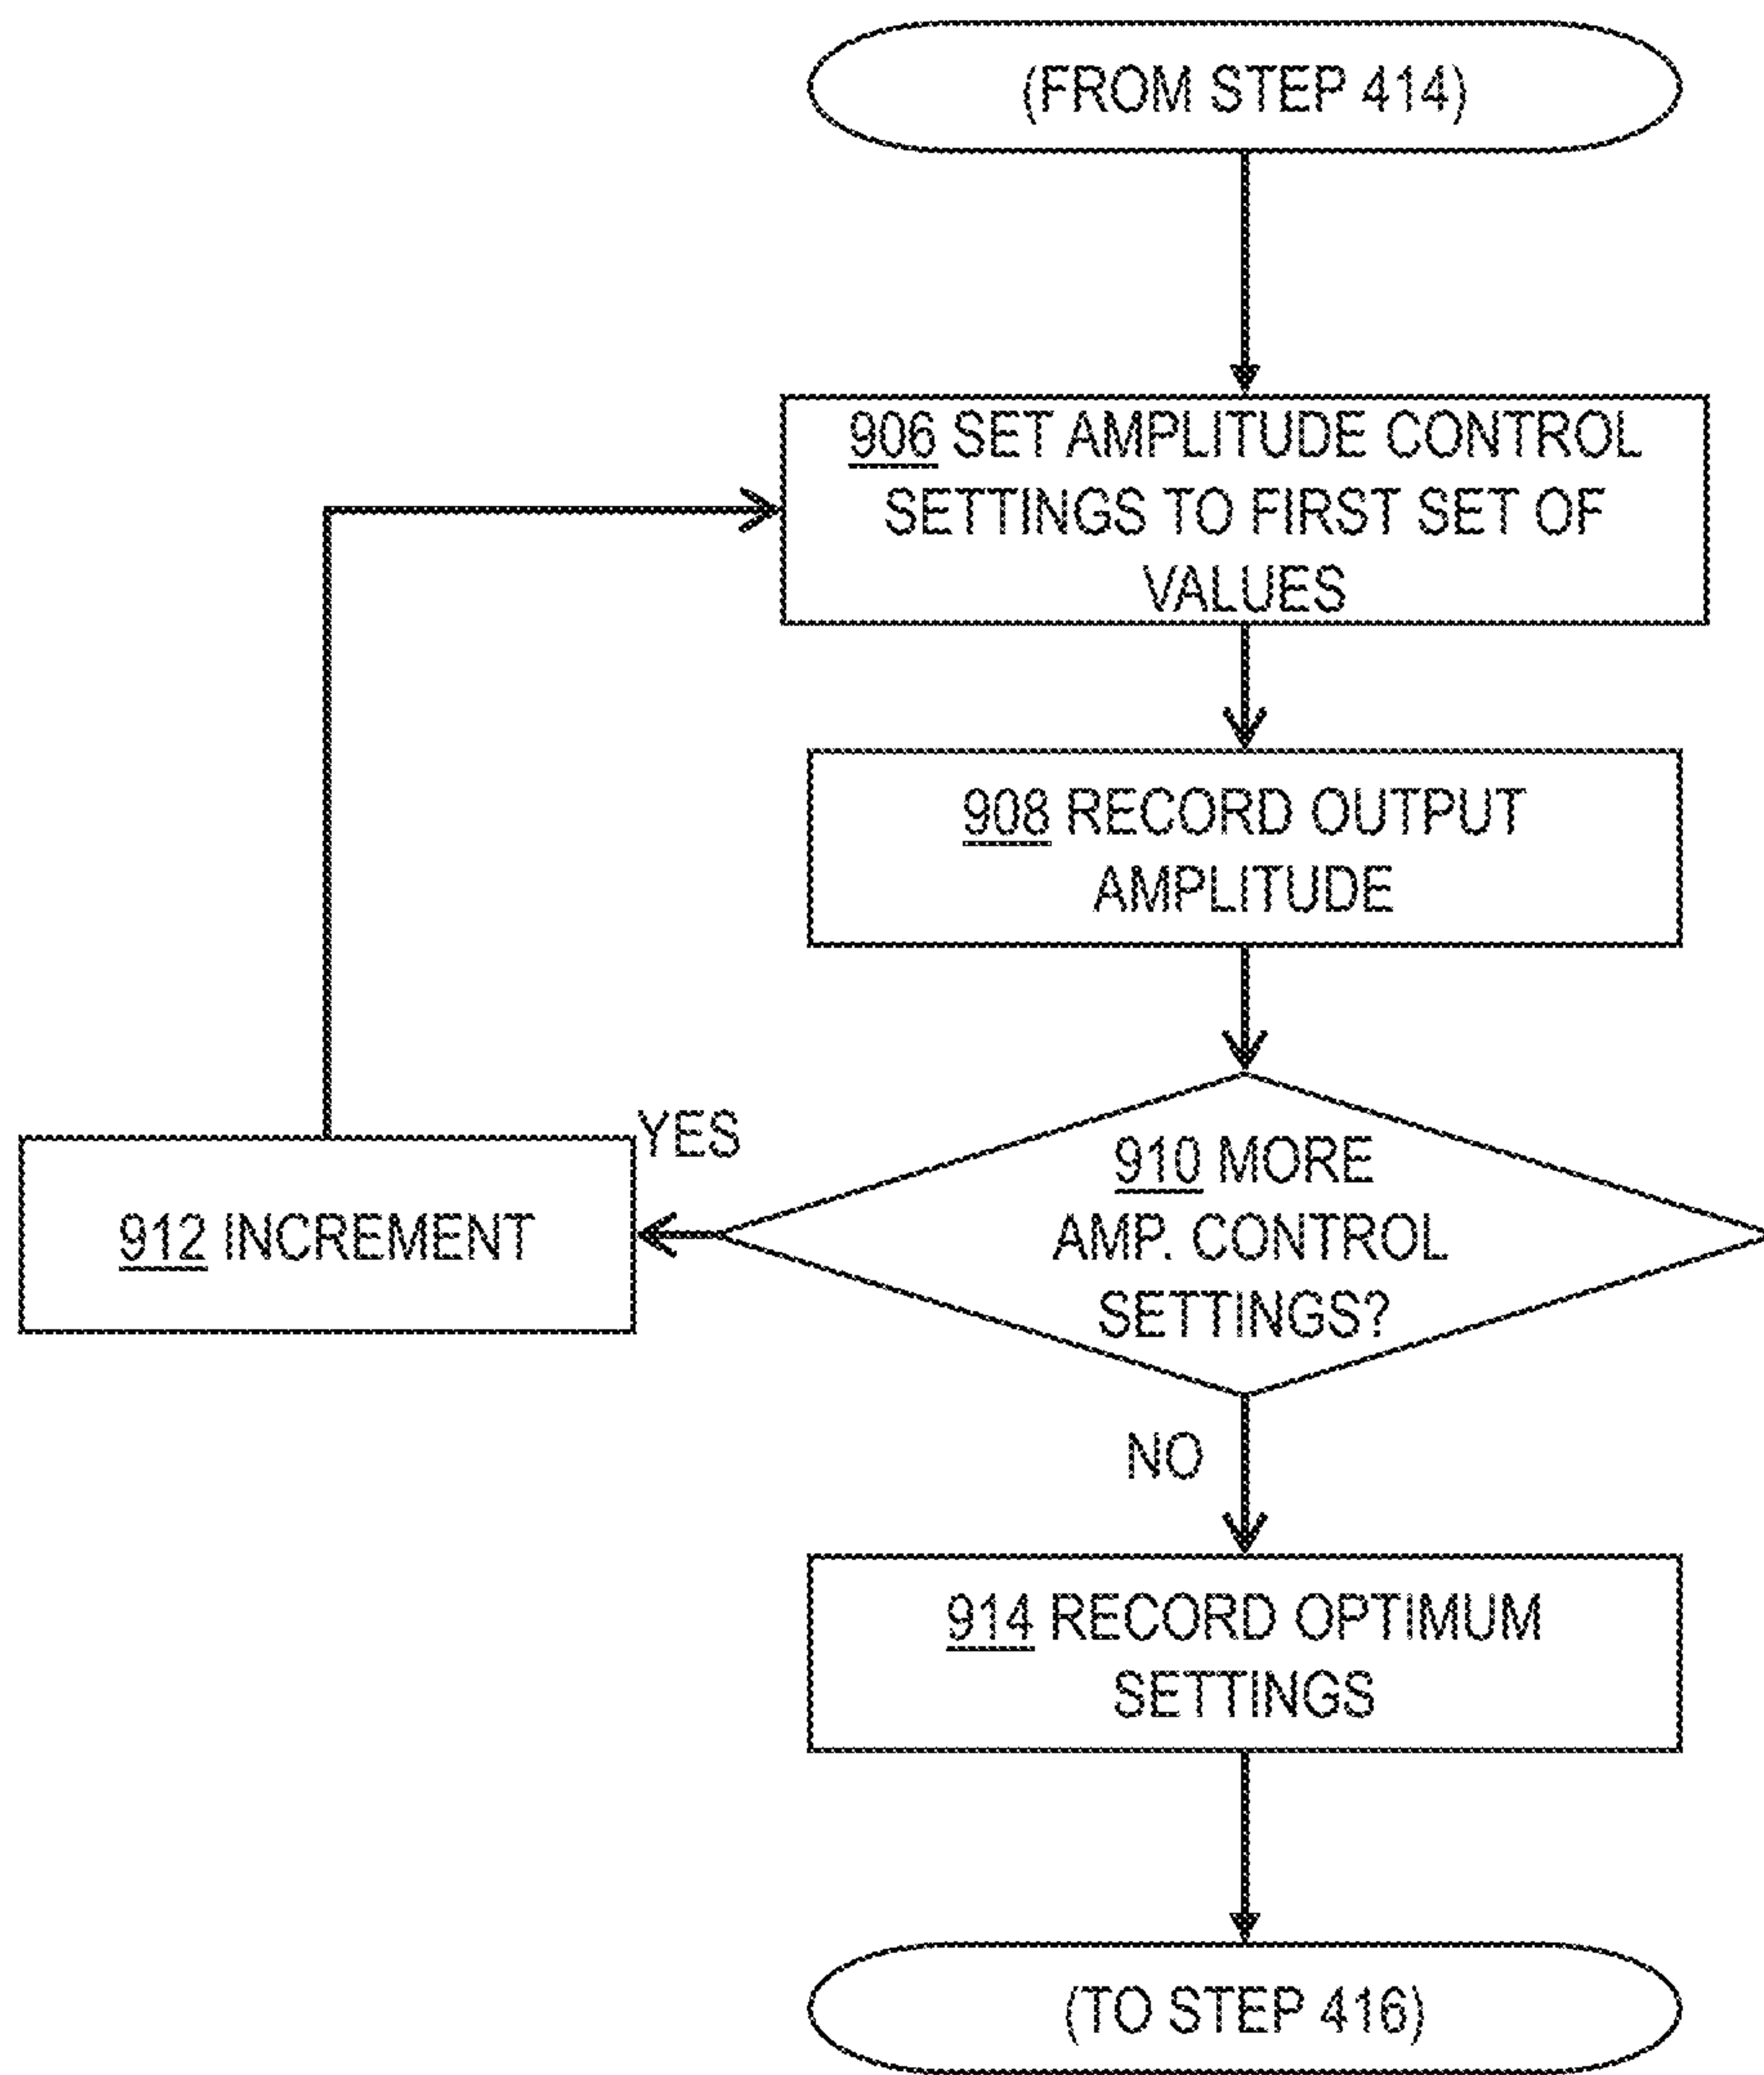 (FROM STEP 414)
906 SET AMPLITUDE CONTROL
SETTINGS TO FIRST SET OF
VALUES
908 RECORD OUTPUT
AMPLITUDE
YES
910 MORE
AMP. CONTROL
SETTINGS?
912 INCREMENT
NO
914 RECORD OPTIMUM
SETTINGS
(TO STEP 416)